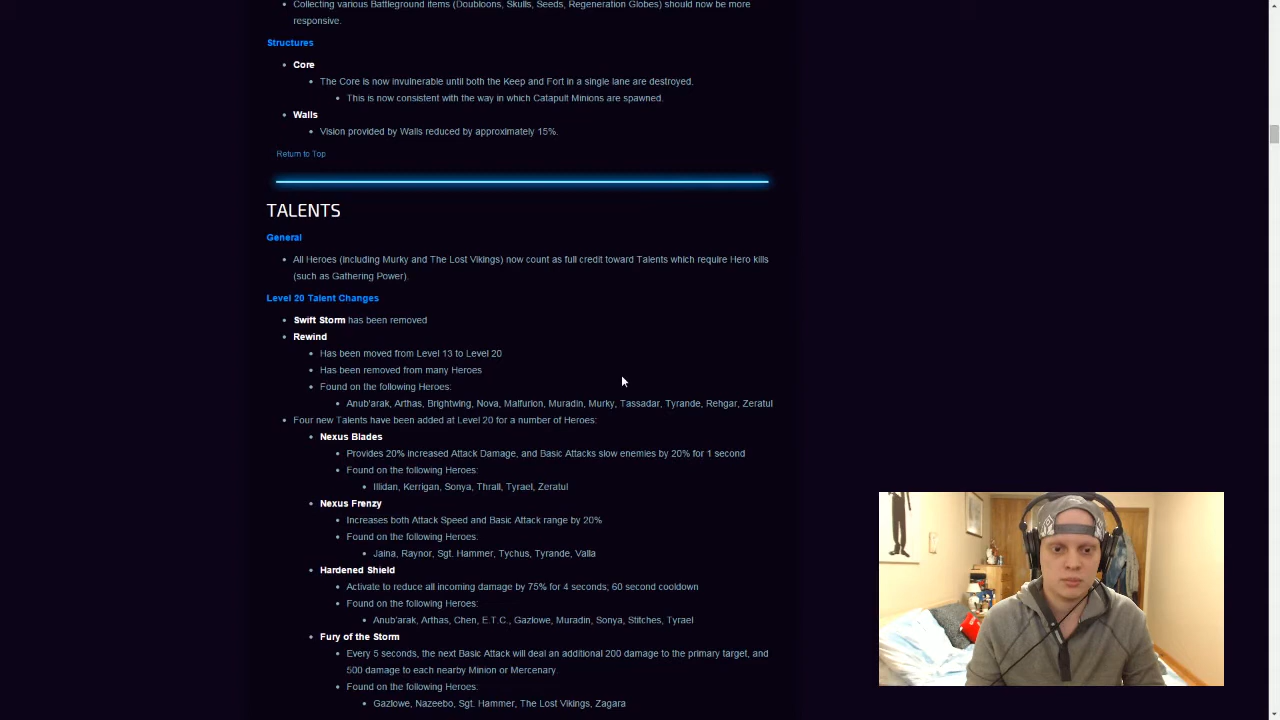 Collecting various Battleground items (Doubloons, Skulls, Seeds, Regeneration Globes) should now be more
responsive.
Structures
Core
The Core is now invulnerable until both the Keep and Fort in a single lane are destroyed.
This is now consistent with the way in which Catapult Minions are spawned.
Walls
Vision provided by Walls reduced by approximately 15%.
Return to Top
TALENTS
General
All Heroes (including Murky and The Lost Vikings) now count as full credit toward Talents which require Hero kills
(such as Gathering Power).
Level 20 Talent Changes
Swift Storm has been removed
Rewind
Has been moved from Level 13 to Level 20
Has been removed from many Heroes
Found on the following Heroes:
Anub'arak, Arthas, Brightwing, Nova, Malfurion, Muradin, Murky, Tassadar, Tyrande, Rehgar, Zeratul
Four new Talents have been added at Level 20 for a number of Heroes:
Nexus Blades
Provides 20% increased Attack Damage, and Basic Attacks slow enemies by 20% for 1 second
Found on the following Heroes:
Illidan, Kerrigan, Sonya, Thrall, Tyrael, Zeratul
Nexus Frenzy
Increases both Attack Speed and Basic Attack range by 20%
Found on the following Heroes.
Jaina, Raynor, Sgt. Hammer, Tychus, Tyrande, Valla
Hardened Shield
Activate to reduce all incoming damage by 75% for 4 seconds; 60 second cooldown
Found on the following Heroes:
Anub'arak, Arthas, Chen, E.T.C., Gazlowe, Muradin, Sonya, Stitches, Tyrael
Fury of the Storm
Every 5 seconds, the next Basic Attack will deal an additional 200 damage to the primary target, and
500 damage to each nearby Minion or Mercenary.
Found on the following Heroes:
Gazlowe, Nazeebo, Sgt. Hammer, The Lost Vikings, Zagara